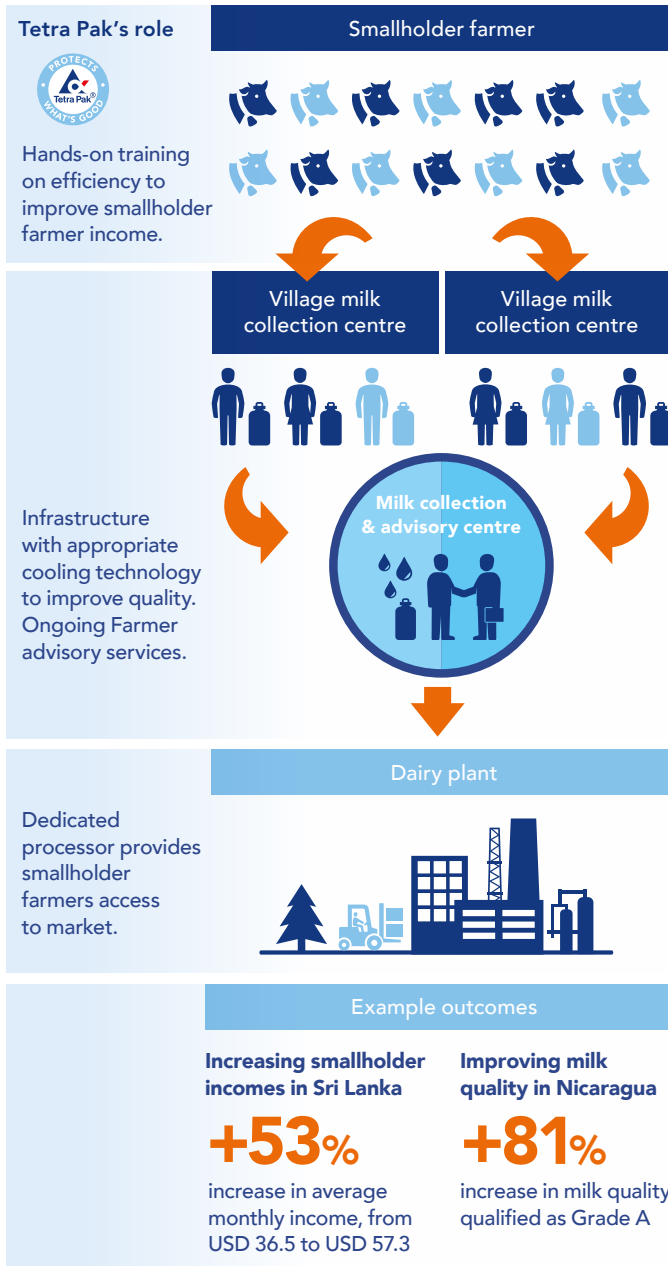 Tetra Pak's role
Smallholder farmer
PROTECTS
Tetra Pak®
WHAT'S GOOD
Hands-on training
on efficiency to
improve smallholder
farmer income.
Village milk
collection centre
Village milk
collection centre
Infrastructure
with appropriate
cooling technology
to improve quality.
Ongoing Farmer
advisory services.
Milk collection
& advisory centre
Dairy plant
Dedicated
processor provides
smallholder
farmers access
to market.
Example outcomes
Increasing smallholder
incomes in Sri Lanka
+53%
increase in average
monthly income, from
USD 36.5 to USD 57.3
Improving milk
quality in Nicaragua
+81%
increase in milk quality
qualified as Grade A